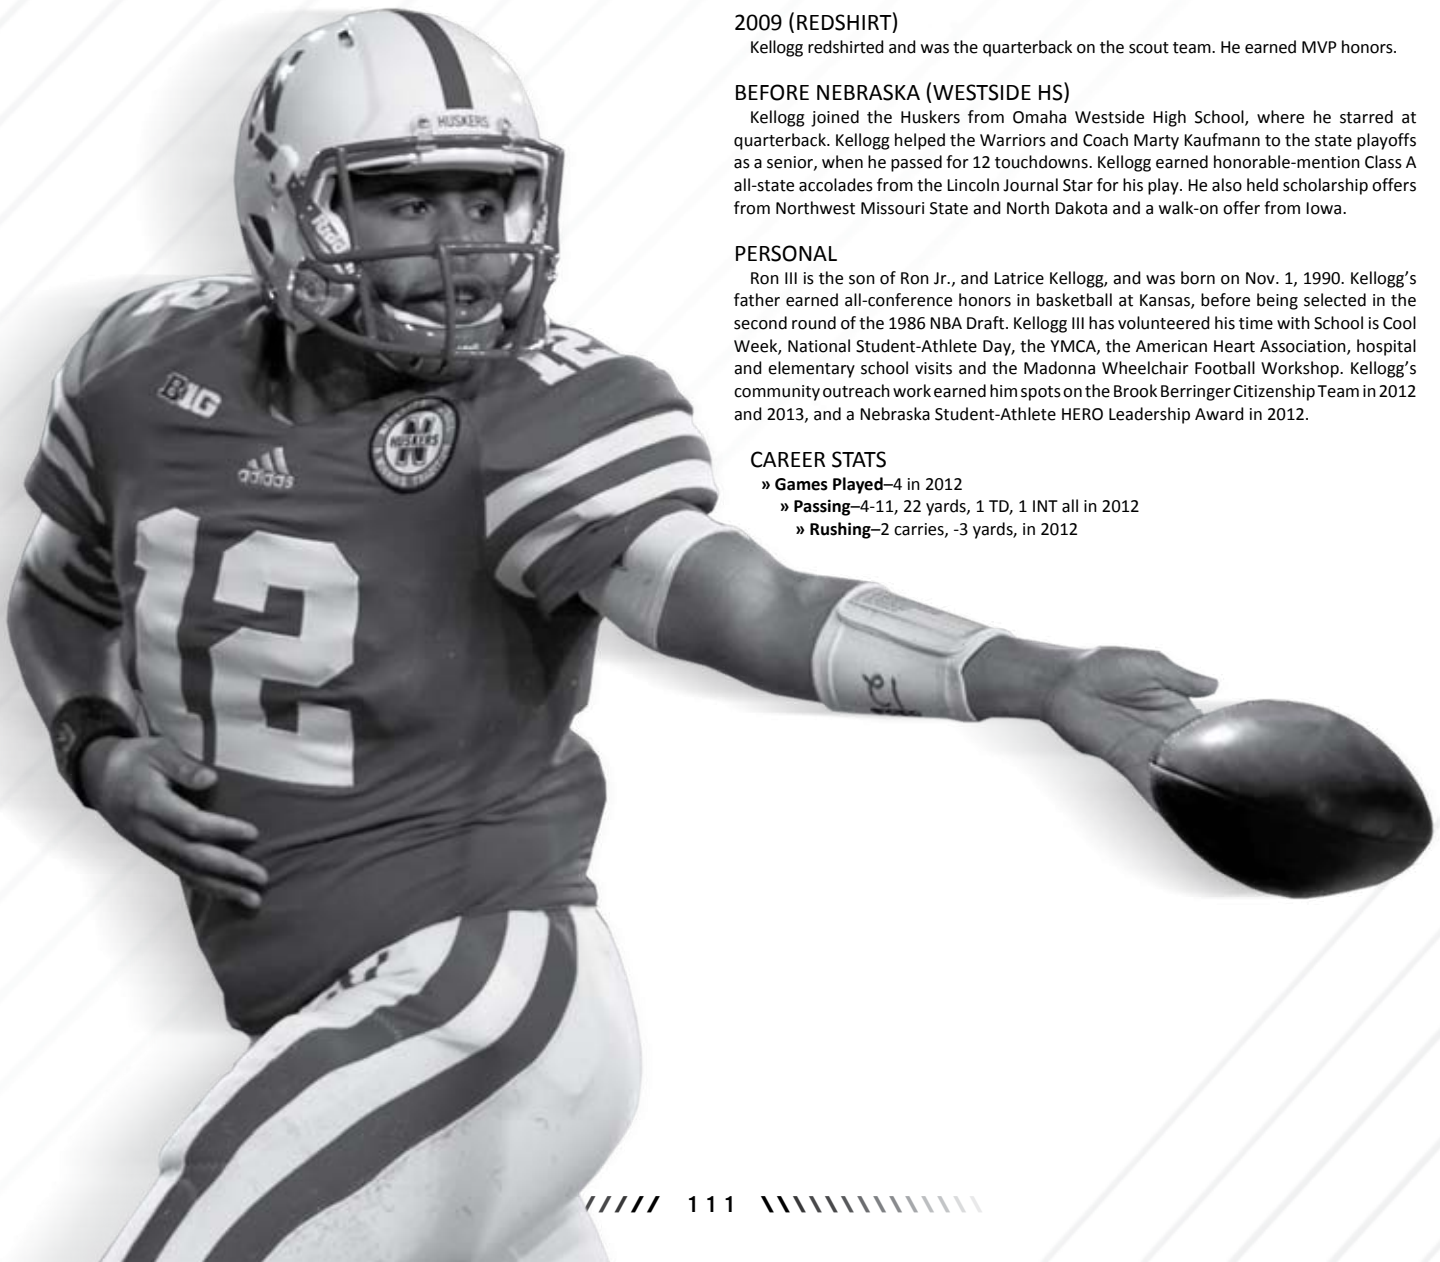 2009 (REDSHIRT)
Kellogg redshirted and was the quarterback on the scout team. He earned MVP honors.
BEFORE NEBRASKA (WESTSIDE HS)
Kellogg joined the Huskers from Omaha Westside High School, where he starred at
quarterback. Kellogg helped the Warriors and Coach Marty Kaufmann to the state playoffs
as a senior, when he passed for 12 touchdowns. Kellogg earned honorable-mention Class A
all-state accolades from the Lincoln Journal Star for his play. He also held scholarship offers
from Northwest Missouri State and North Dakota and a walk-on offer from Iowa.
PERSONAL
Ron III is the son of Ron Jr., and Latrice Kellogg, and was born on Nov. 1, 1990. Kellogg’s
father earned all-conference honors in basketball at Kansas, before being selected in the
second round of the 1986 NBA Draft. Kellogg III has volunteered his time with School is Cool
Week, National Student-Athlete Day, the YMCA, the American Heart Association, hospital
and elementary school visits and the Madonna Wheelchair Football Workshop. Kellogg’s
community outreach work earned him spots on the Brook Berringer Citizenship Team in 2012
and 2013, and a Nebraska Student-Athlete HERO Leadership Award in 2012.
CAREER STATS
» Games Played–4 in 2012
» Passing–4-11, 22 yards, 1 TD, 1 INT all in 2012
» Rushing–2 carries, -3 yards, in 2012
HUSKERS
2
12
B1G
adidas
HUSKERS
N
12
111